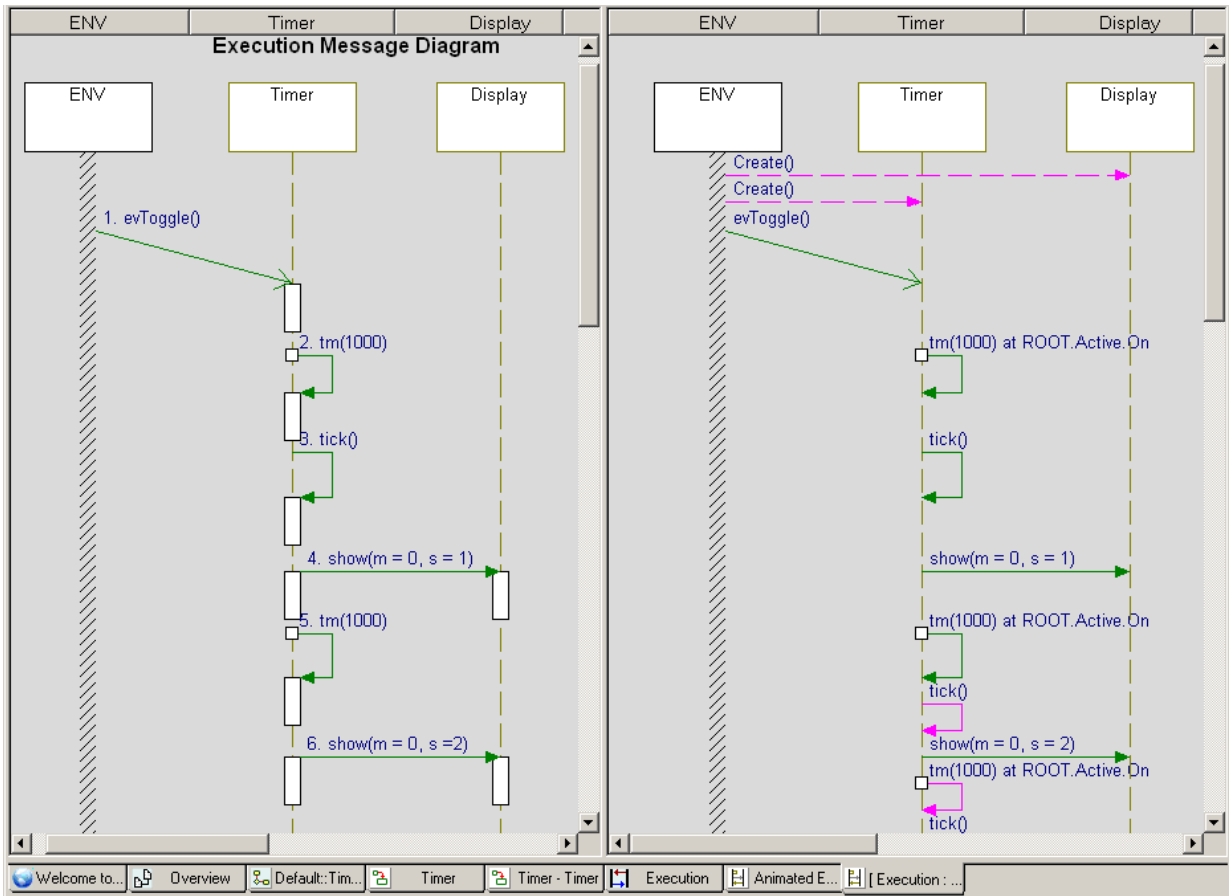 ENV Timer Display
Execution Message Diagram
ENV Timer Display
1. evToggle()
2. tm(1000)
3. tick()
4. show(m = 0, s = 1)
5. tm(1000)
6. show(m = 0, s =2)
ENV Timer Display
ENV Timer Display
Create()
Create()
evToggle()
tm(1000) at ROOT.Active.On
tick()
show(m = 0, s = 1)
tm(1000) at ROOT.Active.On
tick()
show(m = 0, s = 2)
tm(1000) at ROOT.Active.On
tick()
Welcome to... Overview Default::Tim... Timer Timer - Timer Execution Animated E... [ Execution : ...